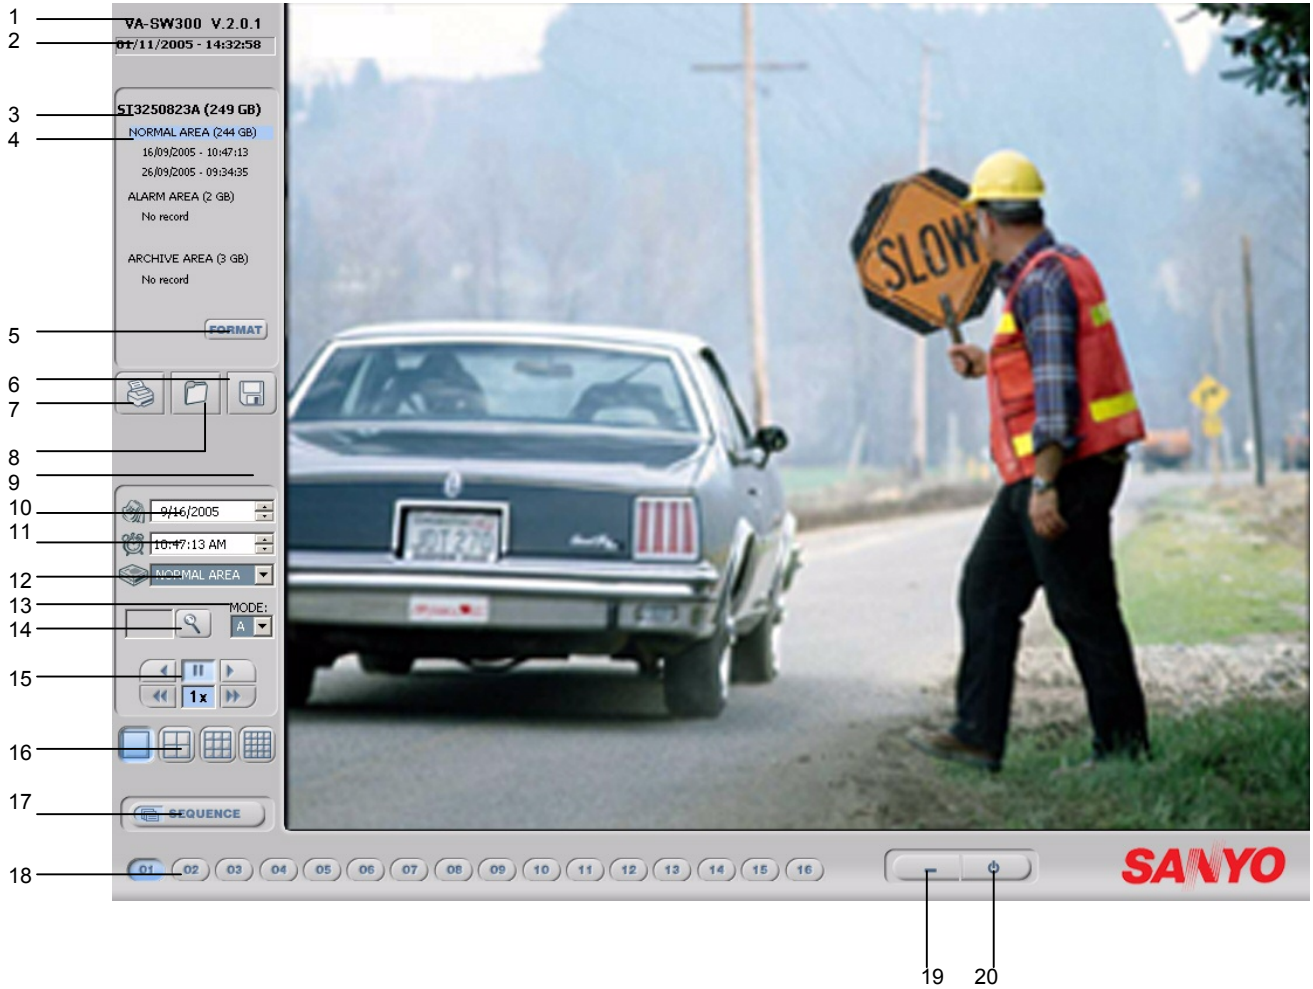 1
VA-SW300 V.2.0.1
2
01/11/2005 - 14:32:58
3
ST3250823A (249 GB)
4
NORMAL AREA (244 GB)
16/09/2005 - 10:47:13
26/09/2005 - 09:34:35
ALARM AREA (2 GB)
No record
ARCHIVE AREA (3 GB)
No record
5
FORMAT
6
7
8
9
10
9/16/2005
11
10:47:13 AM
12
NORMAL AREA
13
MODE:
14
A
15
1x
16
17
SEQUENCE
18
01 02 03 04 05 06 07 08 09 10 11 12 13 14 15 16
SANYO
19
20
SLOW